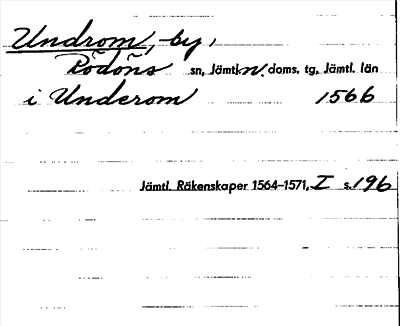 Undrom, by,
Rödöns sn, Jämtl. n. doms. tg, Jämtl. län
i Underom 1566
Jämtl. Räkenskaper 1564–1571, I s. 196